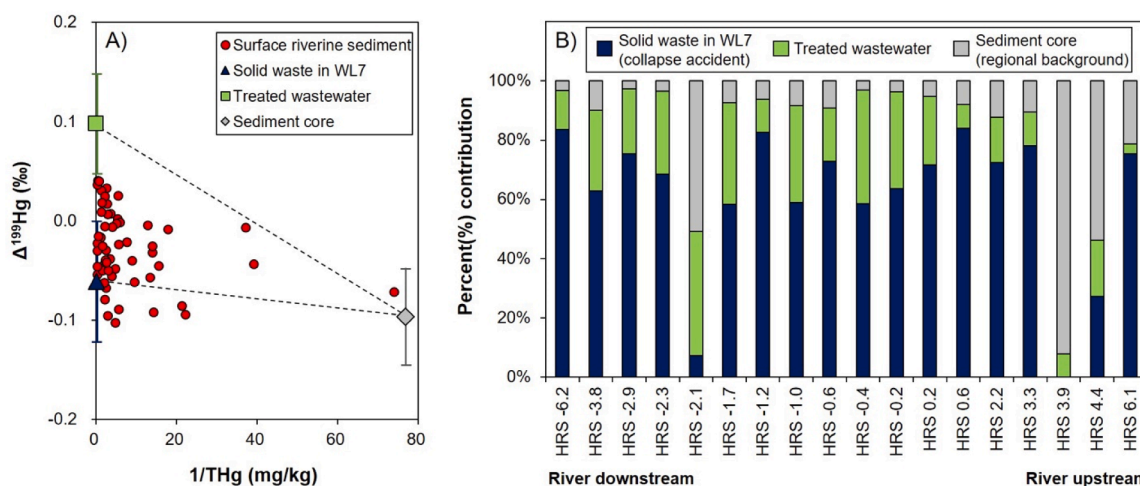 A)
Surface riverine sediment
Solid waste in WL7
Treated wastewater
Sediment core
0.2
0.1
0.0
-0.1
-0.2
Δ¹⁹⁹Hg (‰)
0
20
40
60
80
1/THg (mg/kg)
B)
Solid waste in WL7
(collapse accident)
Treated wastewater
Sediment core
(regional background)
100%
80%
60%
40%
20%
0%
Percent(%) contribution
HRS -6.2
HRS -3.8
HRS -2.9
HRS -2.3
HRS -2.1
HRS -1.7
HRS -1.2
HRS -1.0
HRS -0.6
HRS -0.4
HRS -0.2
HRS 0.2
HRS 0.6
HRS 2.2
HRS 3.3
HRS 3.9
HRS 4.4
HRS 6.1
River downstream
River upstream